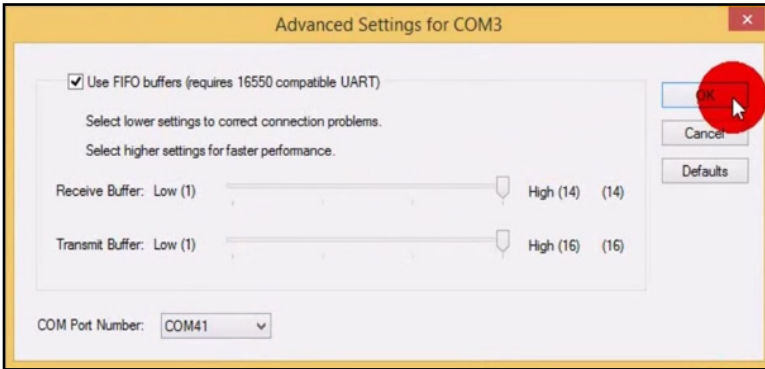 Advanced Settings for COM3
×
Use FIFO buffers (requires 16550 compatible UART)
Select lower settings to correct connection problems.
Select higher settings for faster performance.
Receive Buffer: Low (1) High (14) (14)
Transmit Buffer: Low (1) High (16) (16)
COM Port Number: COM41
OK
Cancel
Defaults